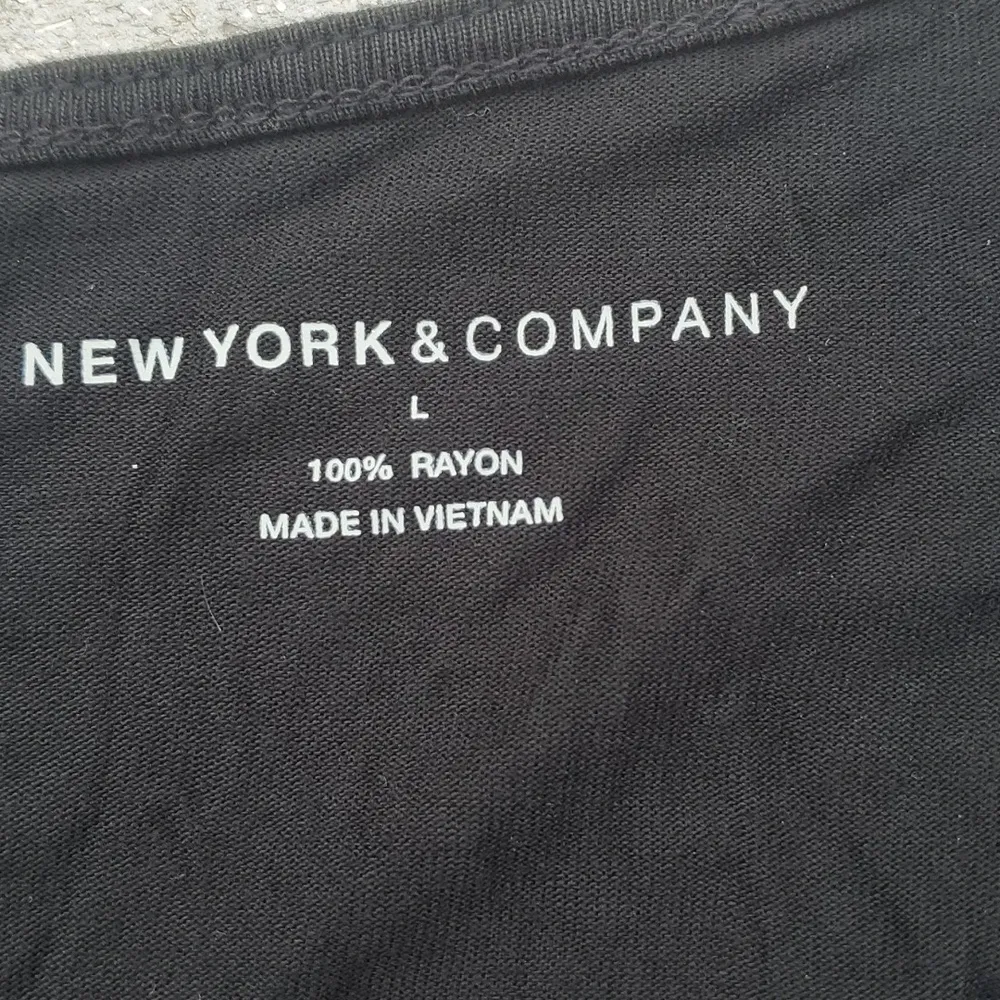 NEW YORK & COMPANY
L
100% RAYON
MADE IN VIETNAM